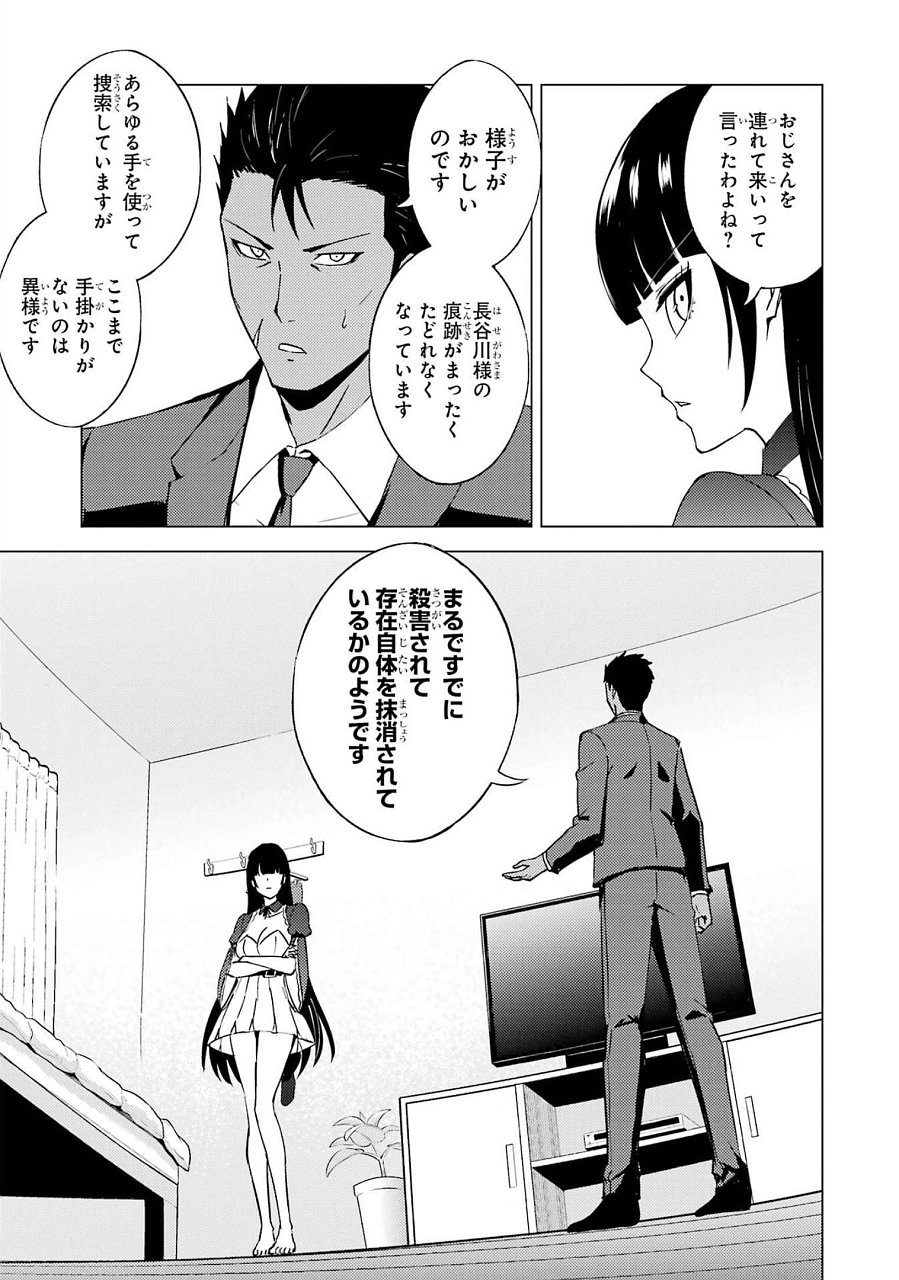 おじさんを
連れて来いって
言ったわよね?
様子が
おかしい
のです
長谷川様の
痕跡がまったく
たどれなく
なっています
あらゆる手を使って
捜索していますが
ここまで
手掛かりが
ないのは
異様です
まるですでに
殺害されて
存在自体を抹消されて
いるかのようです